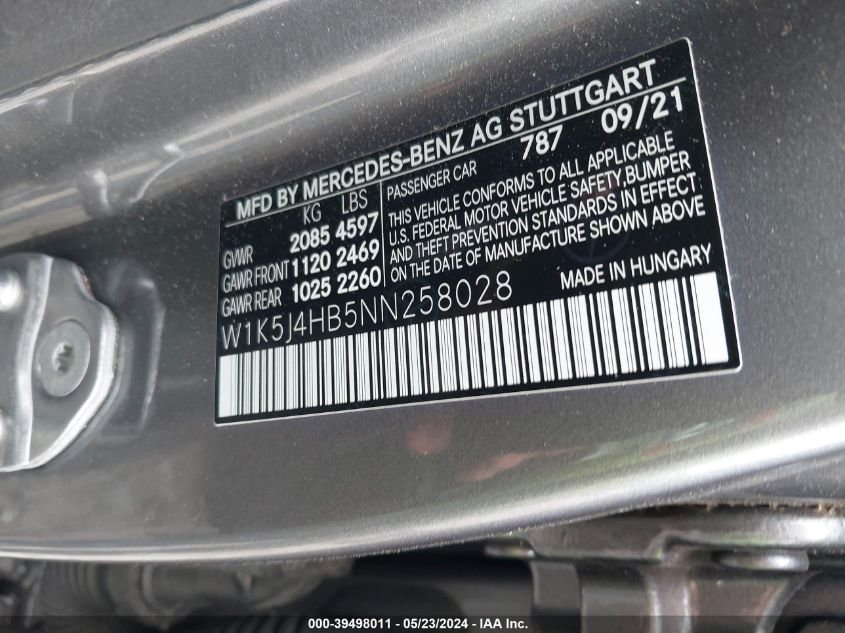 MFD BY MERCEDES-BENZ AG STUTTGART
KG LBS
GVWR 2085 4597
GAWR FRONT 1120 2469
GAWR REAR 1025 2260
PASSENGER CAR 787 09/21
THIS VEHICLE CONFORMS TO ALL APPLICABLE
U.S. FEDERAL MOTOR VEHICLE SAFETY, BUMPER
AND THEFT PREVENTION STANDARDS IN EFFECT
ON THE DATE OF MANUFACTURE SHOWN ABOVE
MADE IN HUNGARY
W1K5J4HB5NN258028
000-39498011 - 05/23/2024 - IAA Inc.